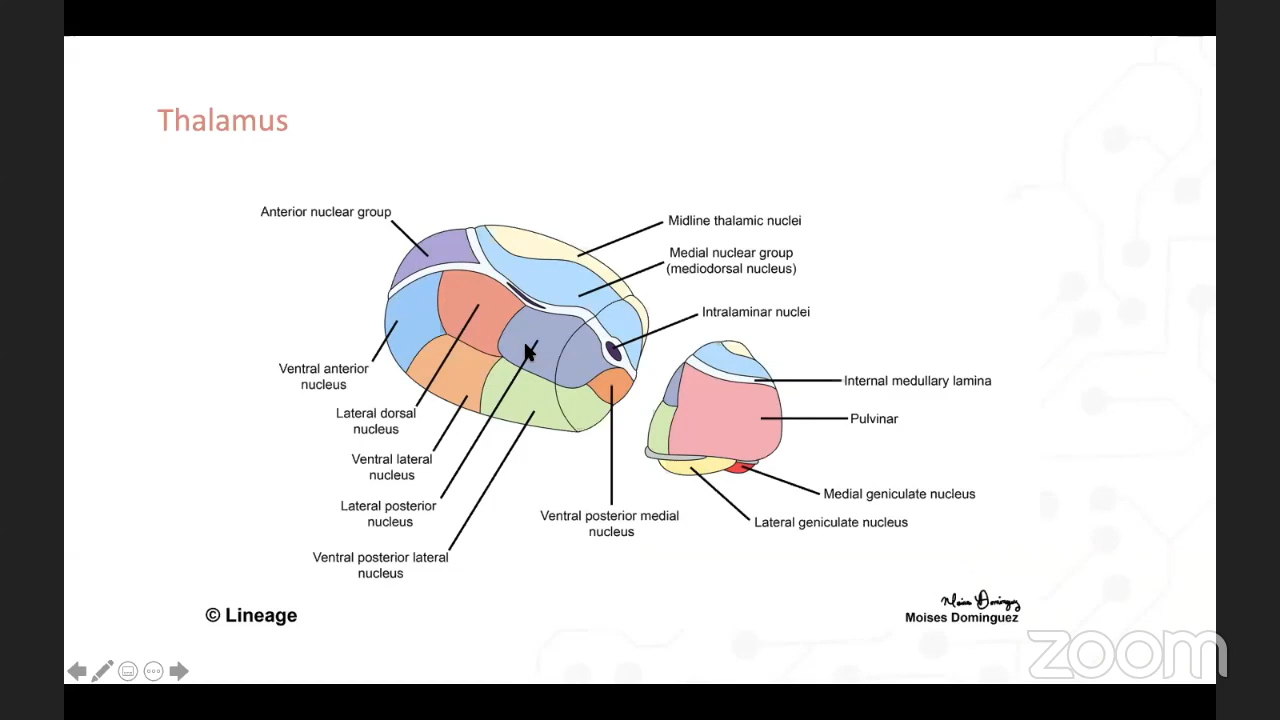 Thalamus
Anterior nuclear group
Midline thalamic nuclei
Medial nuclear group
(mediodorsal nucleus)
Intralaminar nuclei
Ventral anterior
nucleus
Internal medullary lamina
Lateral dorsal
nucleus
Pulvinar
Ventral lateral
nucleus
Lateral posterior
nucleus
Medial geniculate nucleus
Ventral posterior medial
nucleus
Lateral geniculate nucleus
Ventral posterior lateral
nucleus
© Lineage
Moises Dominguez
Moises Dominguez
zoom